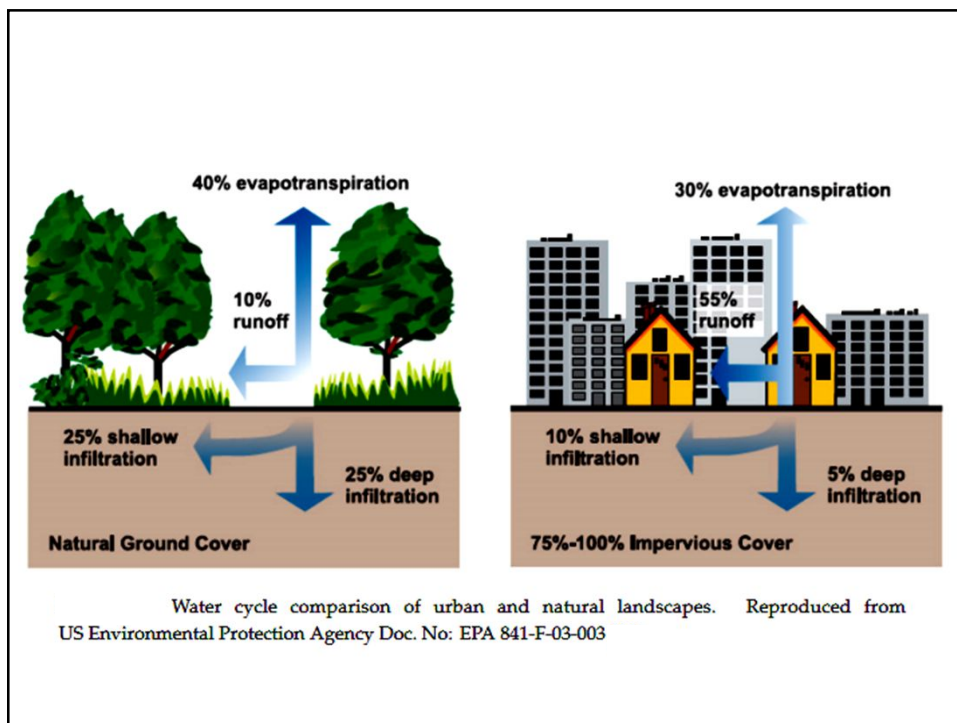 40% evapotranspiration
10%
runoff
25% shallow
infiltration
25% deep
infiltration
Natural Ground Cover
30% evapotranspiration
55%
runoff
10% shallow
infiltration
5% deep
infiltration
75%-100% Impervious Cover
Water cycle comparison of urban and natural landscapes. Reproduced from
US Environmental Protection Agency Doc. No: EPA 841-F-03-003